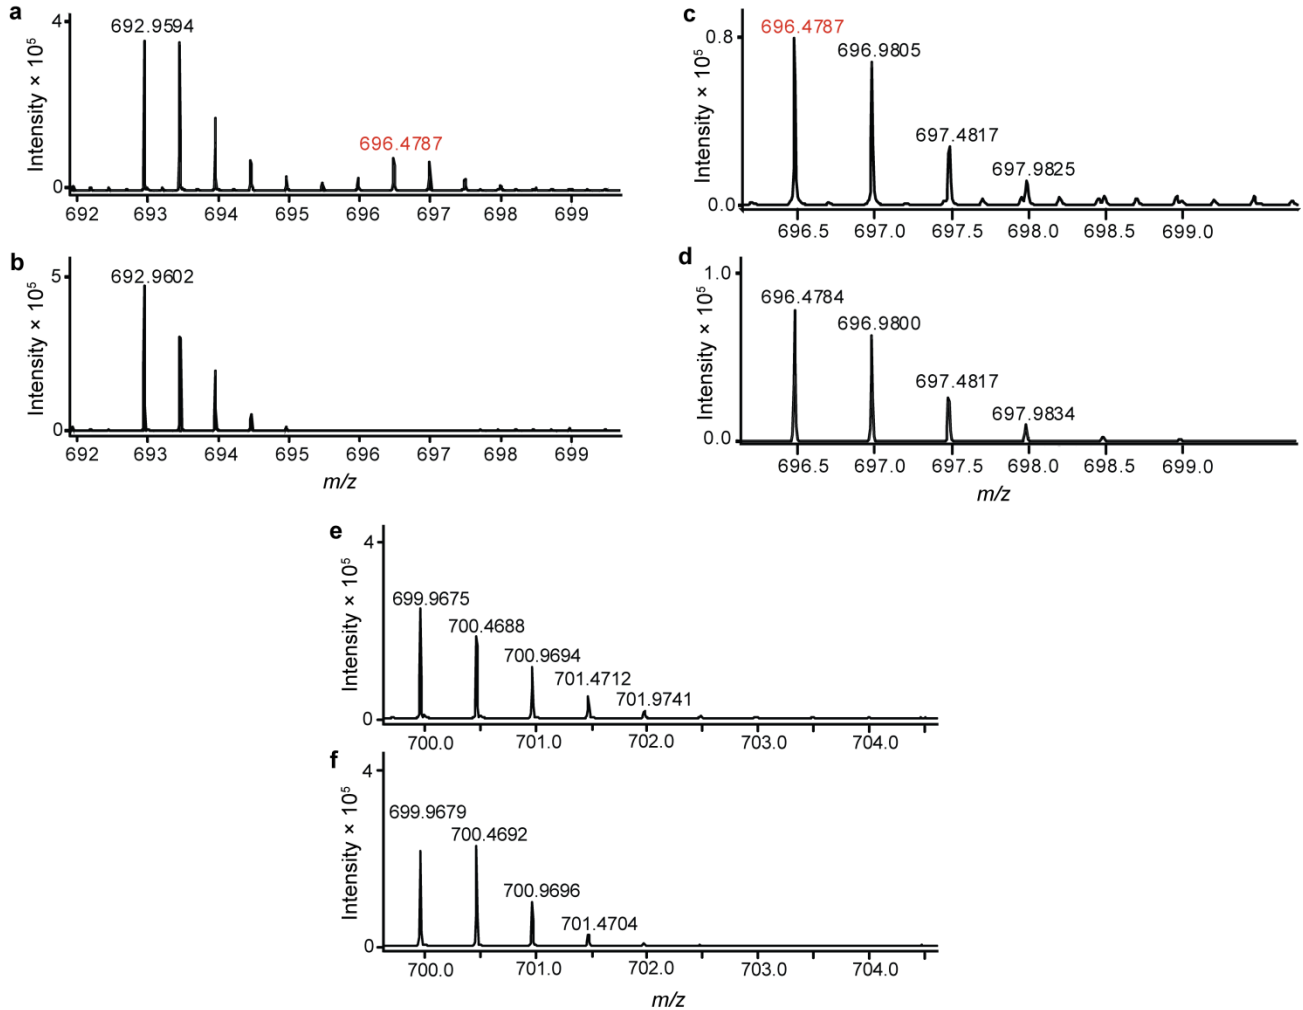 a
4
692.9594
696.4787
Intensity × 10⁵
0
692 693 694 695 696 697 698 699
b
5
692.9602
Intensity × 10⁵
0
692 693 694 695 696 697 698 699
m/z
c
696.4787
0.8
696.9805
697.4817
697.9825
Intensity × 10⁵
0.0
696.5 697.0 697.5 698.0 698.5 699.0
d
1.0
696.4784
696.9800
697.4817
697.9834
Intensity × 10⁵
0.0
696.5 697.0 697.5 698.0 698.5 699.0
m/z
e
4
699.9675
700.4688
700.9694
701.4712
701.9741
Intensity × 10⁵
0
700.0 701.0 702.0 703.0 704.0
f
4
699.9679
700.4692
700.9696
701.4704
Intensity × 10⁵
0
700.0 701.0 702.0 703.0 704.0
m/z